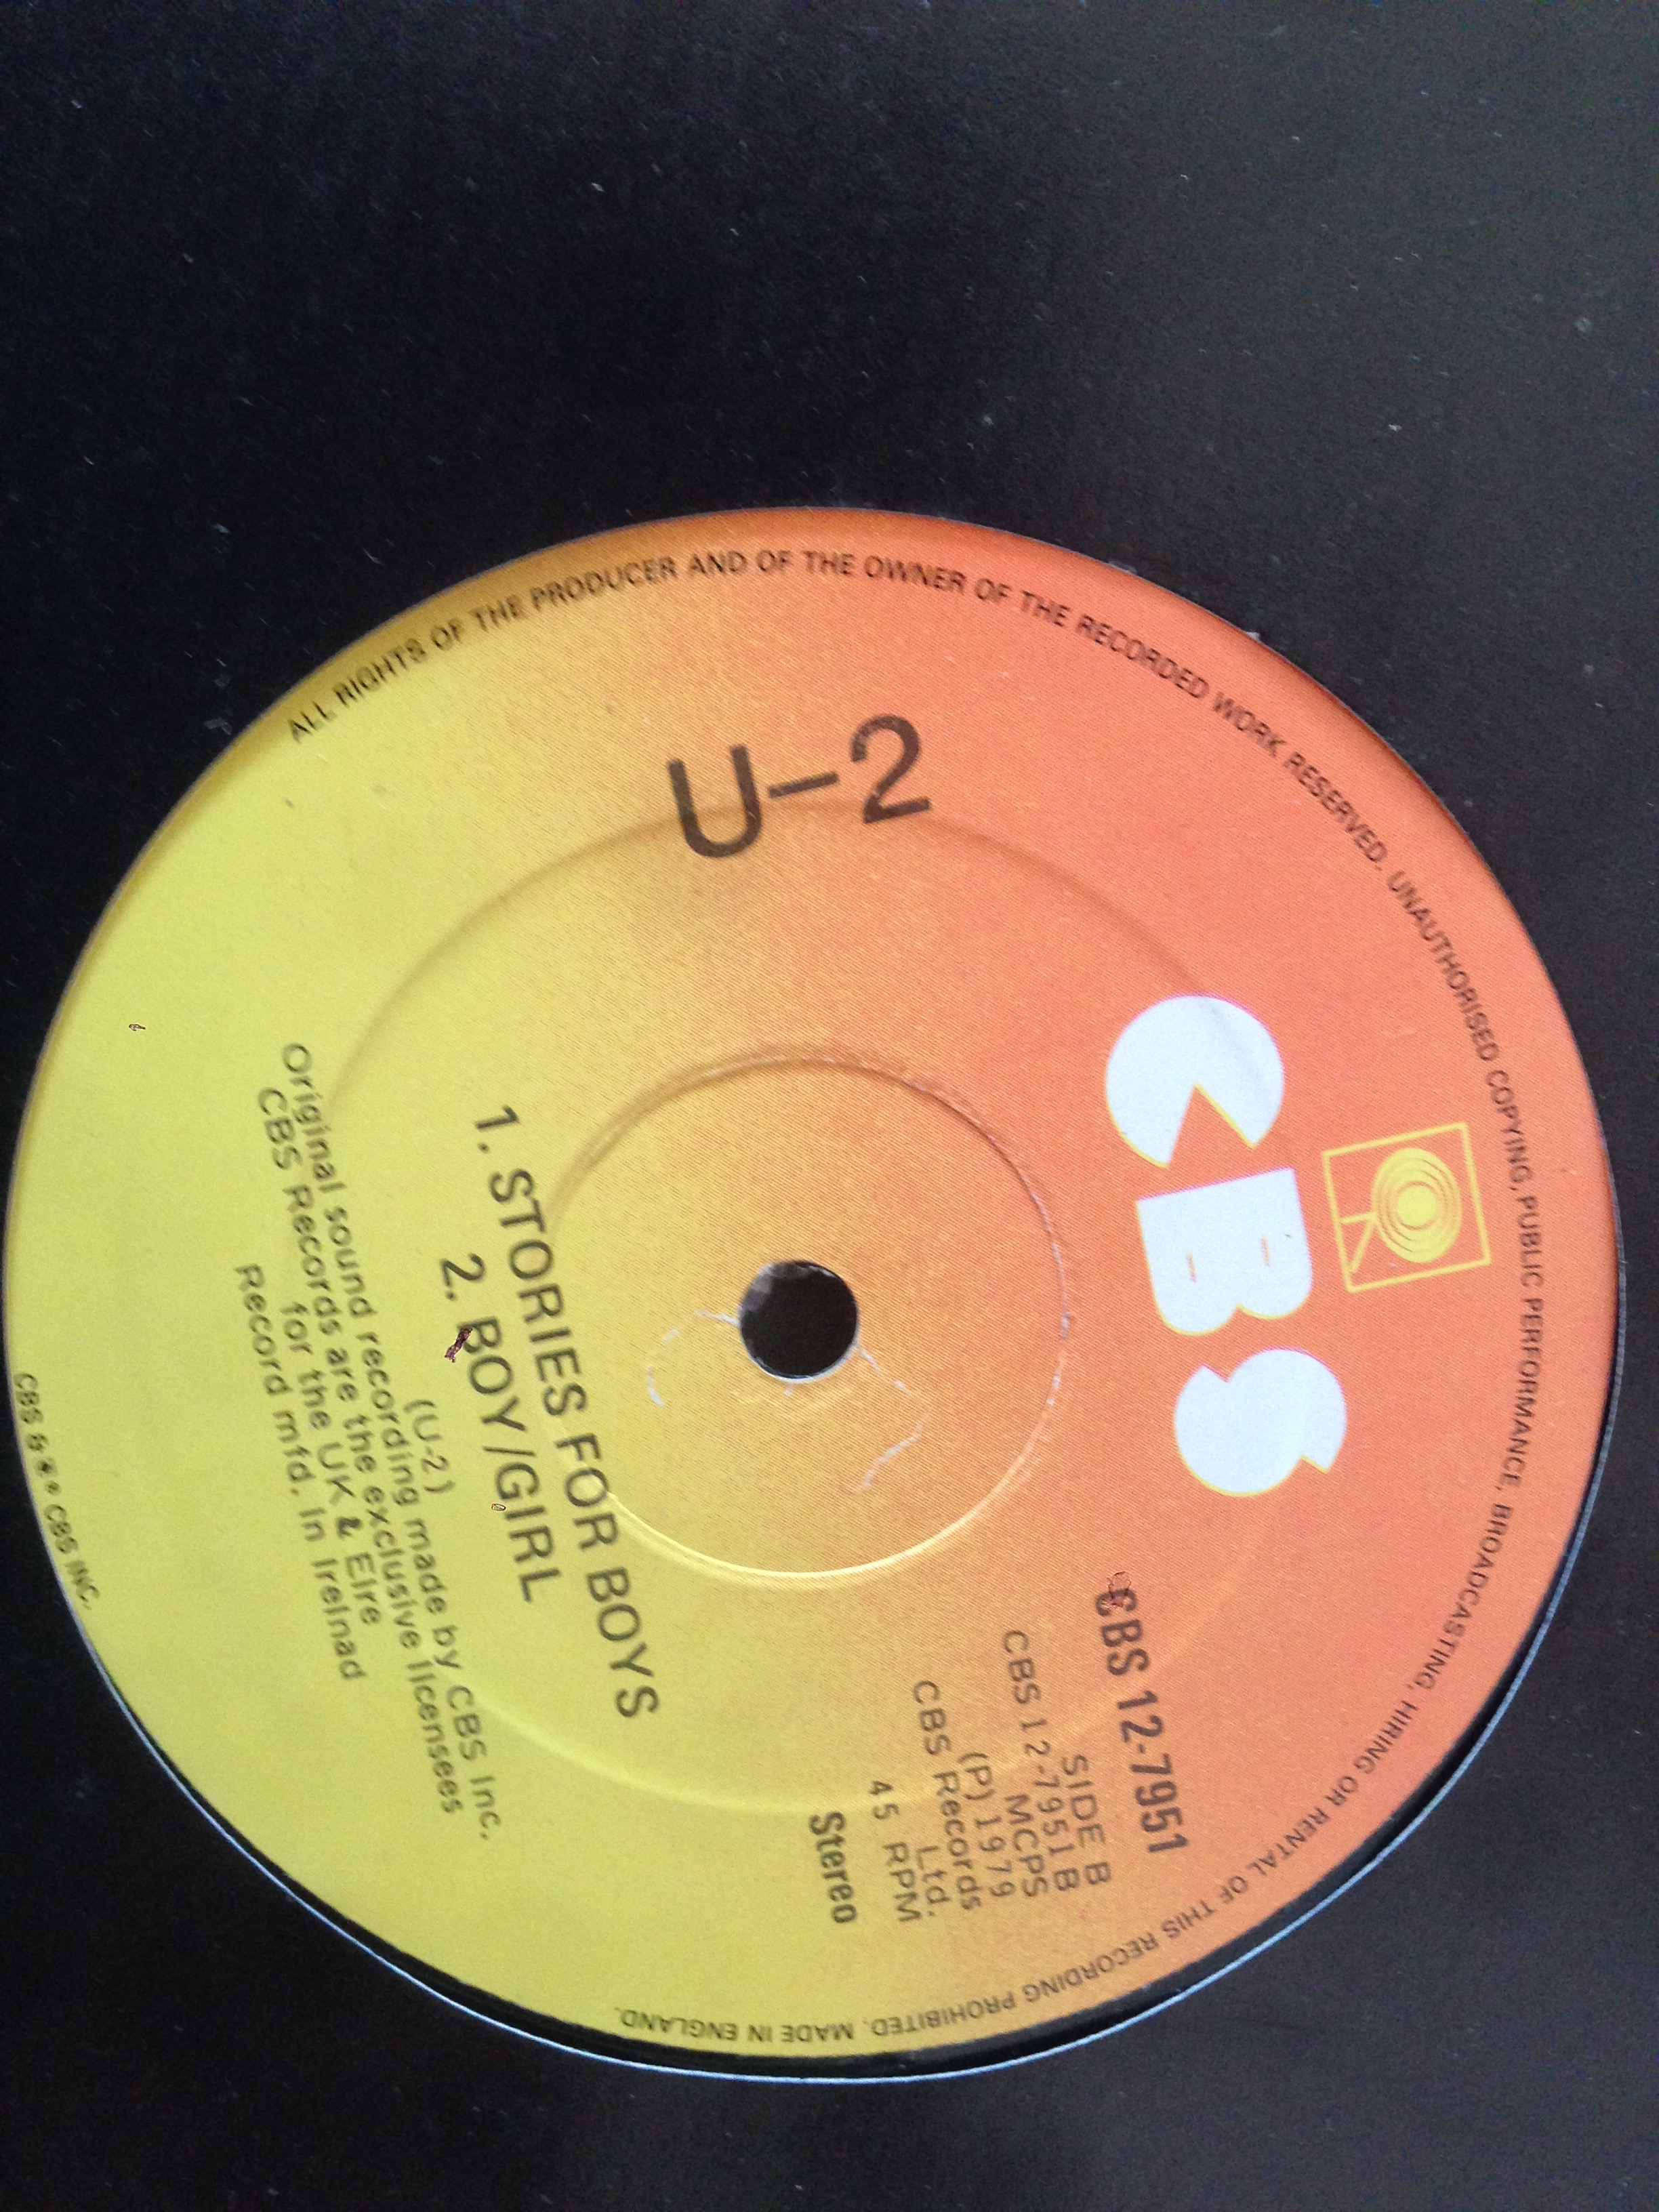 ALL RIGHTS OF THE PRODUCER AND OF THE OWNER OF THE RECORDED WORK RESERVED. UNAUTHORISED COPYING, PUBLIC PERFORMANCE, BROADCASTING, HIRING OR RENTAL OF THIS RECORDING PROHIBITED. MADE IN ENGLAND.
CBS
U-2
CBS 12-7951
SIDE B
CBS 12-7951B
MCPS
(P) 1979
CBS Records
Ltd.
45 RPM
Stereo
1. STORIES FOR BOYS
2. BOY/GIRL
(U-2)
Original sound recording made by CBS Inc.
CBS Records are the exclusive licensees
for the UK & Eire
Record mfd. in Irelnad
CBS & CBS INC.